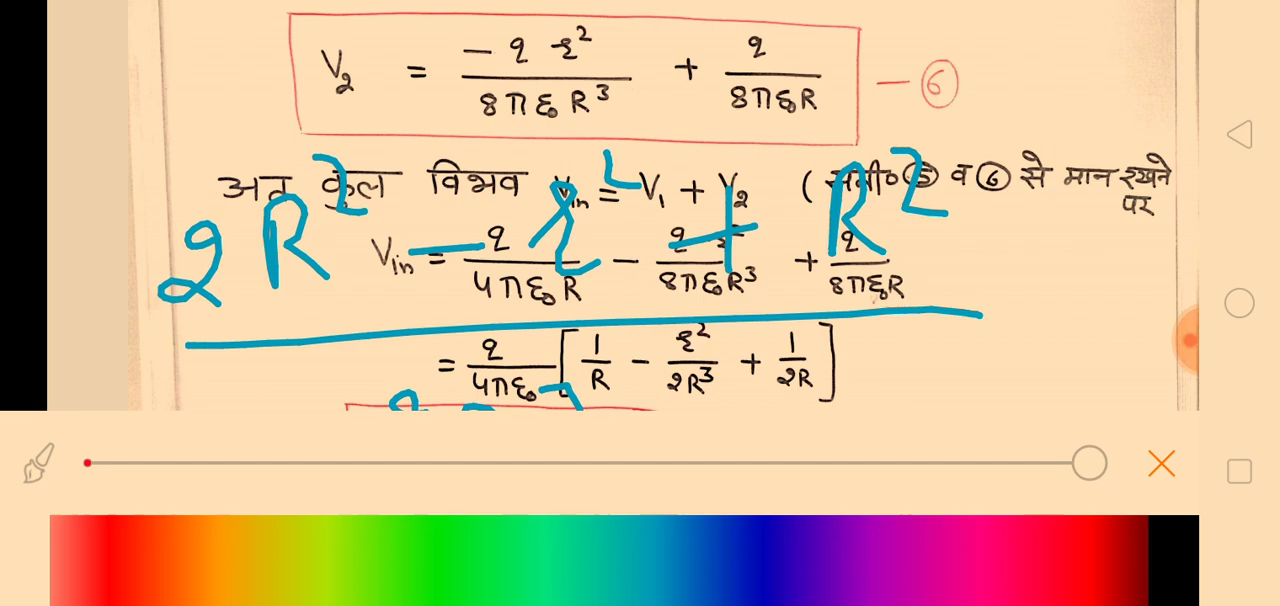 V₂ = -q r² / 8πε₀R³ + q / 8πε₀R — ⑥
अत कुल विभव Vin = V₁ + V₂ (समी० ⑤ व ⑥ से मान रखने पर
Vin = q / 4πε₀R - q r² / 8πε₀R³ + q / 8πε₀R
2R² - r² + R²
= q / 4πε₀ [ 1/R - r²/2R³ + 1/2R ]